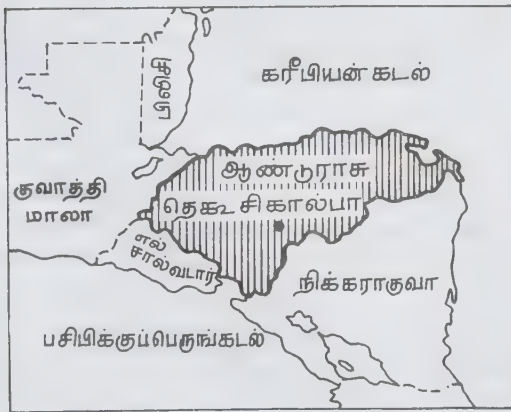 கரீபியன் கடல்
பிலிசி
ஆண்டுராசு
குவாத்தி
மாலா
தெகூசிகால்பா
எல்
சால்வடார்
நிக்கராகுவா
பசிபிக்குப்பெருங்கடல்